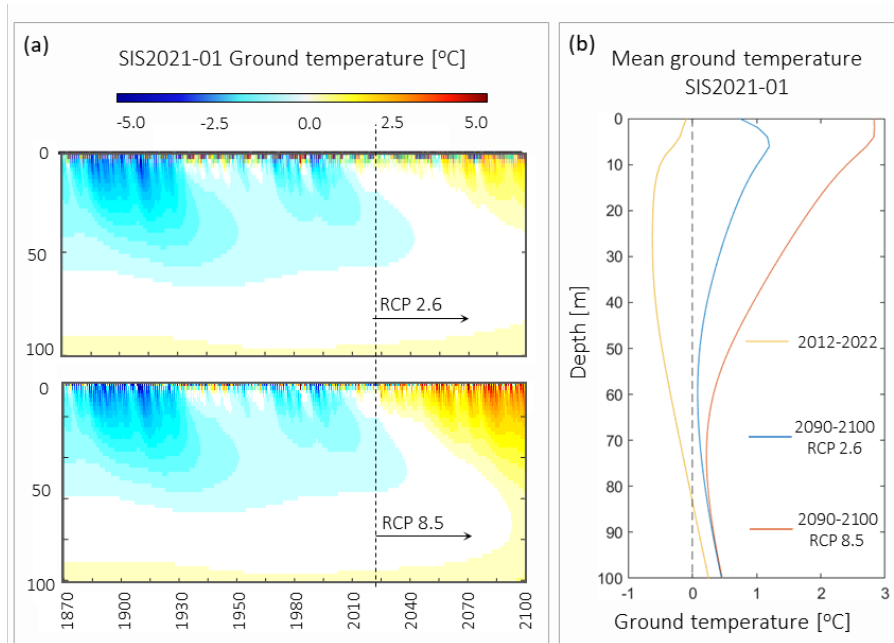 (a)
SIS2021-01 Ground temperature [°C]
-5.0 -2.5 0.0 2.5 5.0
0
50
100
RCP 2.6
0
50
100
RCP 8.5
1870 1900 1930 1950 1980 2010 2040 2070 2100
(b)
Mean ground temperature
SIS2021-01
0
10
20
30
40
50
60
70
80
90
100
Depth [m]
2012-2022
2090-2100
RCP 2.6
2090-2100
RCP 8.5
-1 0 1 2 3
Ground temperature [°C]